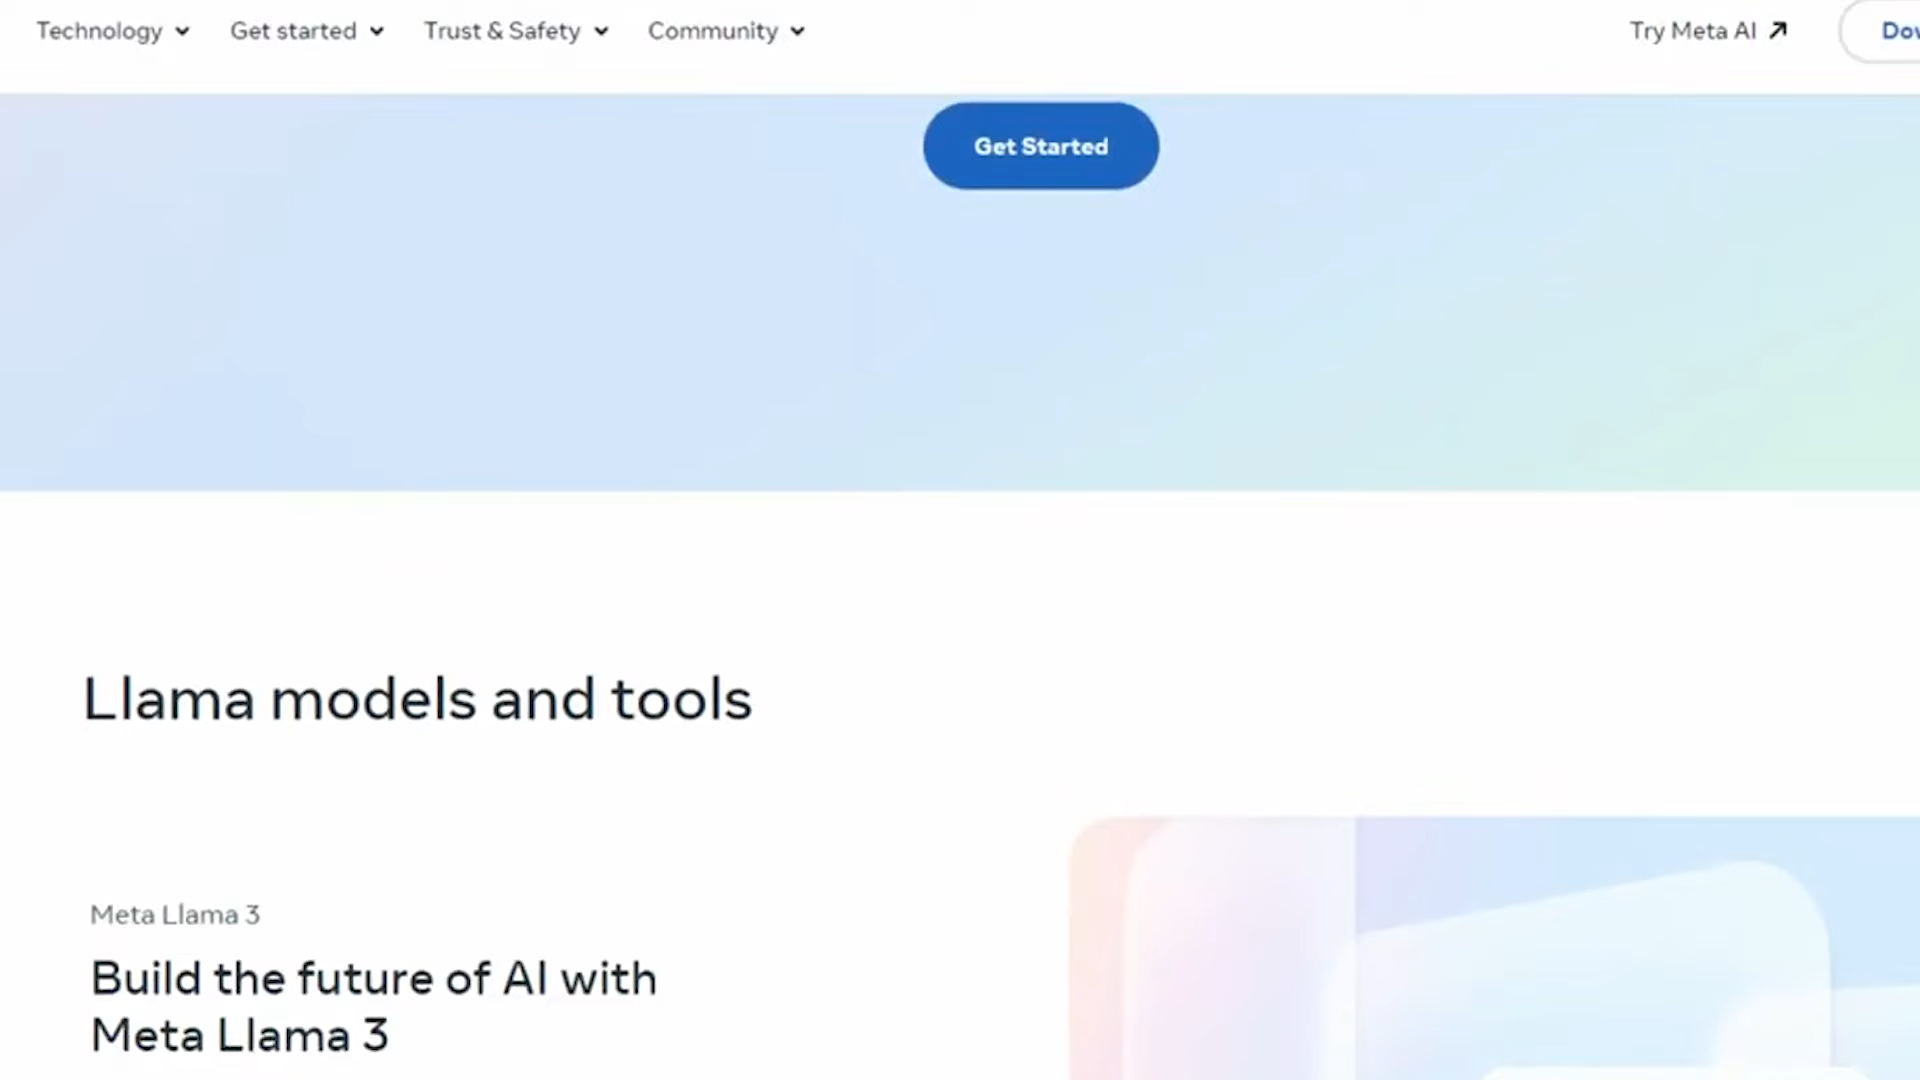 Technology Get started Trust & Safety Community Try Meta AI
Get Started
Llama models and tools
Meta Llama 3
Build the future of AI with
Meta Llama 3